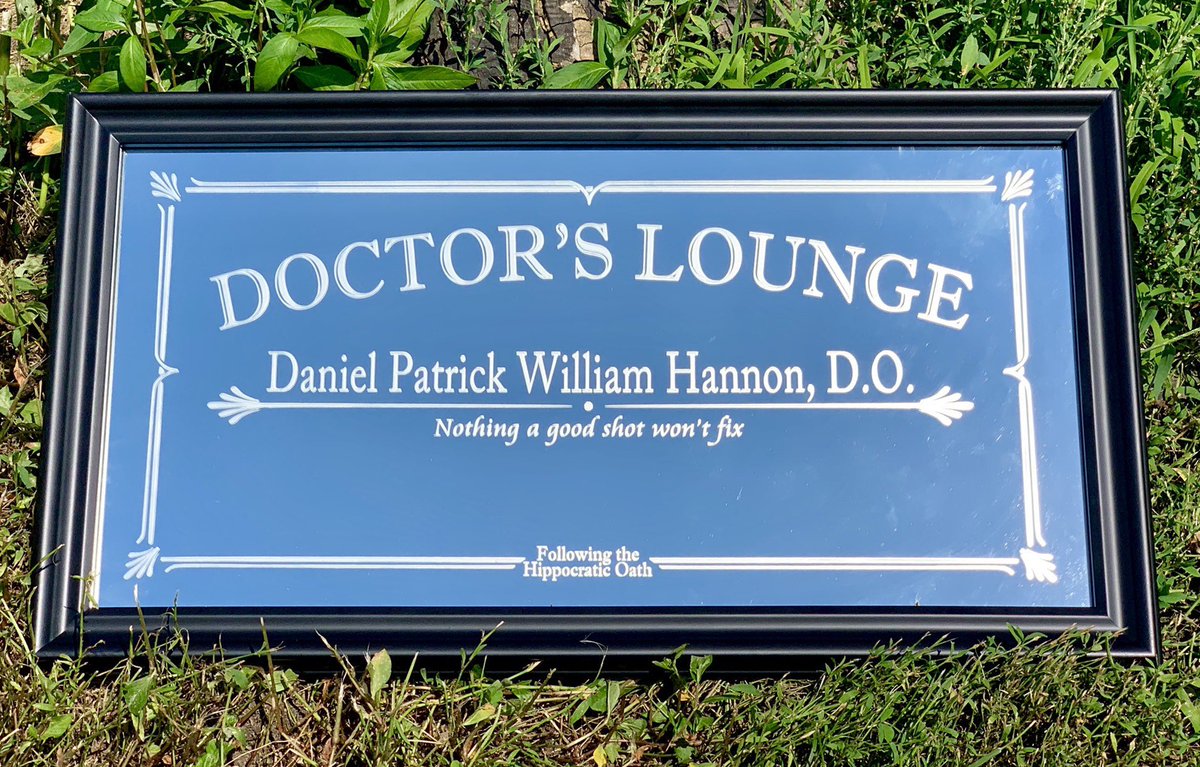 DOCTOR'S LOUNGE
Daniel Patrick William Hannon, D.O.
Nothing a good shot won't fix
Following the
Hippocratic Oath